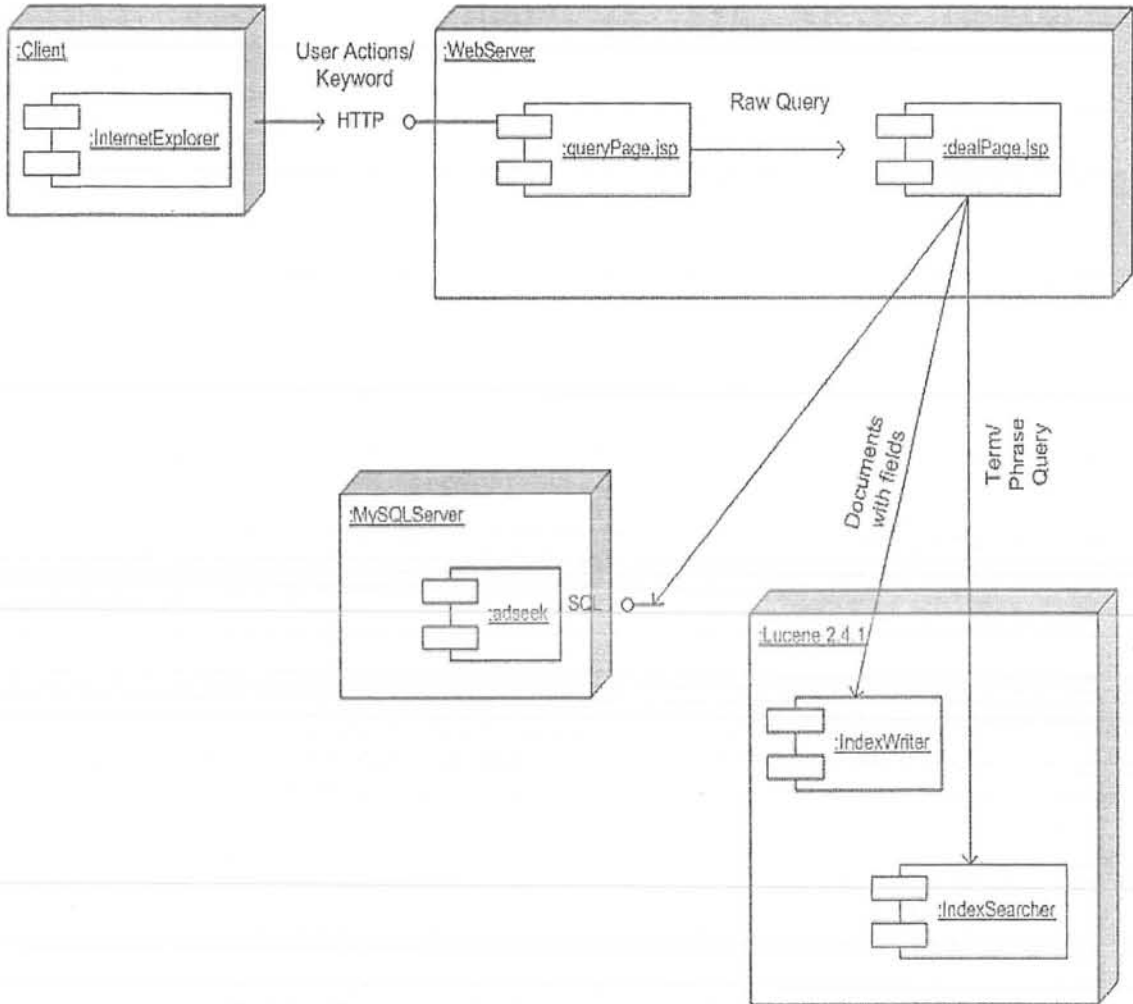 :Client
:InternetExplorer
User Actions/
Keyword
HTTP
:WebServer
:queryPage.jsp
Raw Query
:dealPage.jsp
Documents
with fields
Term/
Phrase
Query
:MySQLServer
:adseek
SQL
:Lucene 2.4.1
:IndexWriter
:IndexSearcher